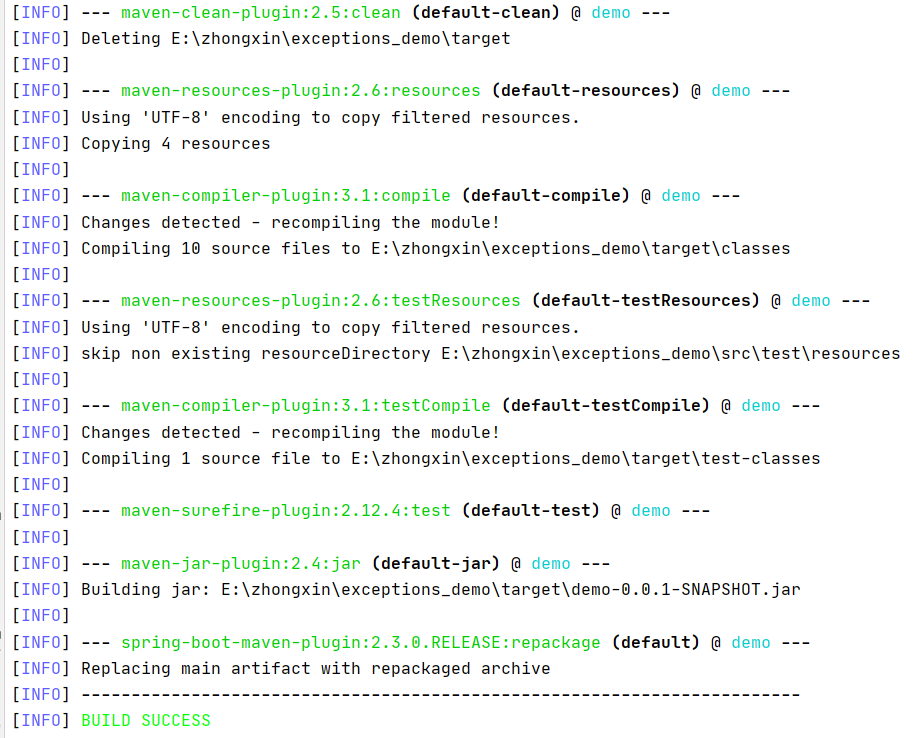 [INFO] --- maven-clean-plugin:2.5:clean (default-clean) @ demo ---
[INFO] Deleting E:\zhongxin\exceptions_demo\target
[INFO]
[INFO] --- maven-resources-plugin:2.6:resources (default-resources) @ demo ---
[INFO] Using 'UTF-8' encoding to copy filtered resources.
[INFO] Copying 4 resources
[INFO]
[INFO] --- maven-compiler-plugin:3.1:compile (default-compile) @ demo ---
[INFO] Changes detected - recompiling the module!
[INFO] Compiling 10 source files to E:\zhongxin\exceptions_demo\target\classes
[INFO]
[INFO] --- maven-resources-plugin:2.6:testResources (default-testResources) @ demo ---
[INFO] Using 'UTF-8' encoding to copy filtered resources.
[INFO] skip non existing resourceDirectory E:\zhongxin\exceptions_demo\src\test\resources
[INFO]
[INFO] --- maven-compiler-plugin:3.1:testCompile (default-testCompile) @ demo ---
[INFO] Changes detected - recompiling the module!
[INFO] Compiling 1 source file to E:\zhongxin\exceptions_demo\target\test-classes
[INFO]
[INFO] --- maven-surefire-plugin:2.12.4:test (default-test) @ demo ---
[INFO]
[INFO] --- maven-jar-plugin:2.4:jar (default-jar) @ demo ---
[INFO] Building jar: E:\zhongxin\exceptions_demo\target\demo-0.0.1-SNAPSHOT.jar
[INFO]
[INFO] --- spring-boot-maven-plugin:2.3.0.RELEASE:repackage (default) @ demo ---
[INFO] Replacing main artifact with repackaged archive
[INFO] ------------------------------------------------------------------------
[INFO] BUILD SUCCESS